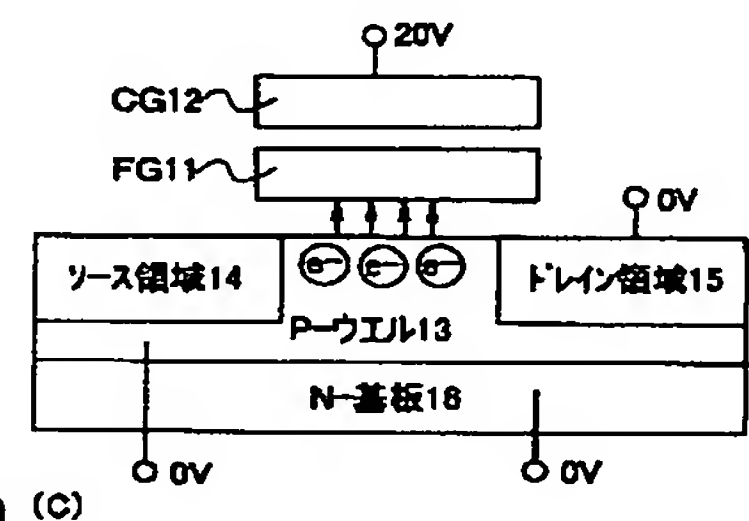 20V
CG12
FG11
0V
ソース領域14
e- e- e-
ドレイン領域15
P-ウエル13
N-基板16
0V
0V
(C)